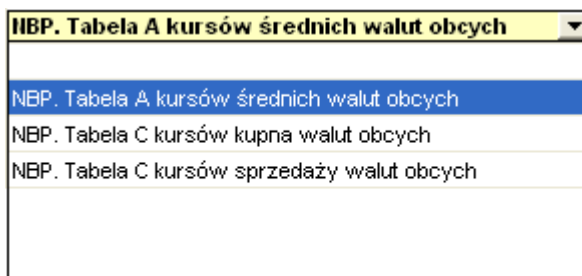 NBP. Tabela A kursów średnich walut obcych
NBP. Tabela A kursów średnich walut obcych
NBP. Tabela C kursów kupna walut obcych
NBP. Tabela C kursów sprzedaży walut obcych